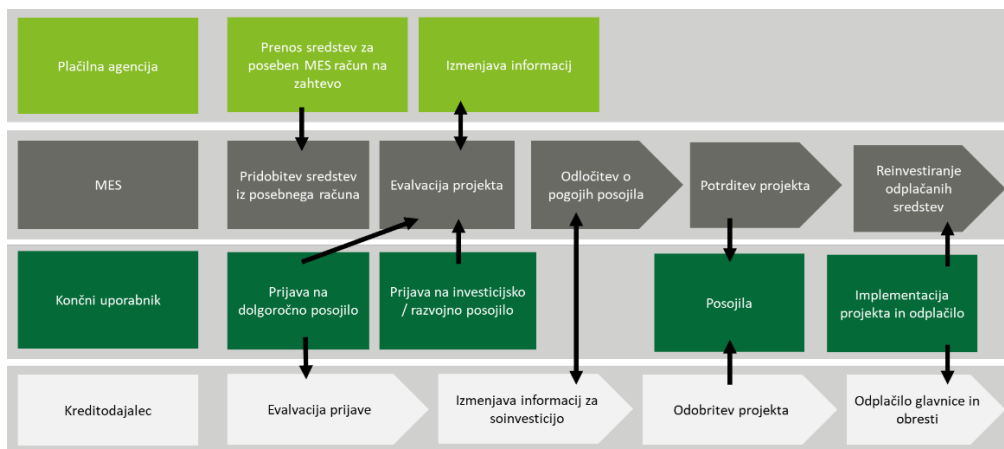 Plačilna agencija
Prenos sredstev za
poseben MES račun na
zahtevo
Izmenjava informacij
MES
Pridobitev sredstev
iz posebnega računa
Evalvacija projekta
Odločitev o
pogojih posojila
Potrditev projekta
Reinvestiranje
odplačanih
sredstev
Končni uporabnik
Prijava na
dolgoročno posojilo
Prijava na investicijsko
/ razvojno posojilo
Posojila
Implementacija
projekta in odplačilo
Kreditodajalec
Evalvacija prijave
Izmenjava informacij za
soinvesticijo
Odobritev projekta
Odplačilo glavnice in
obresti